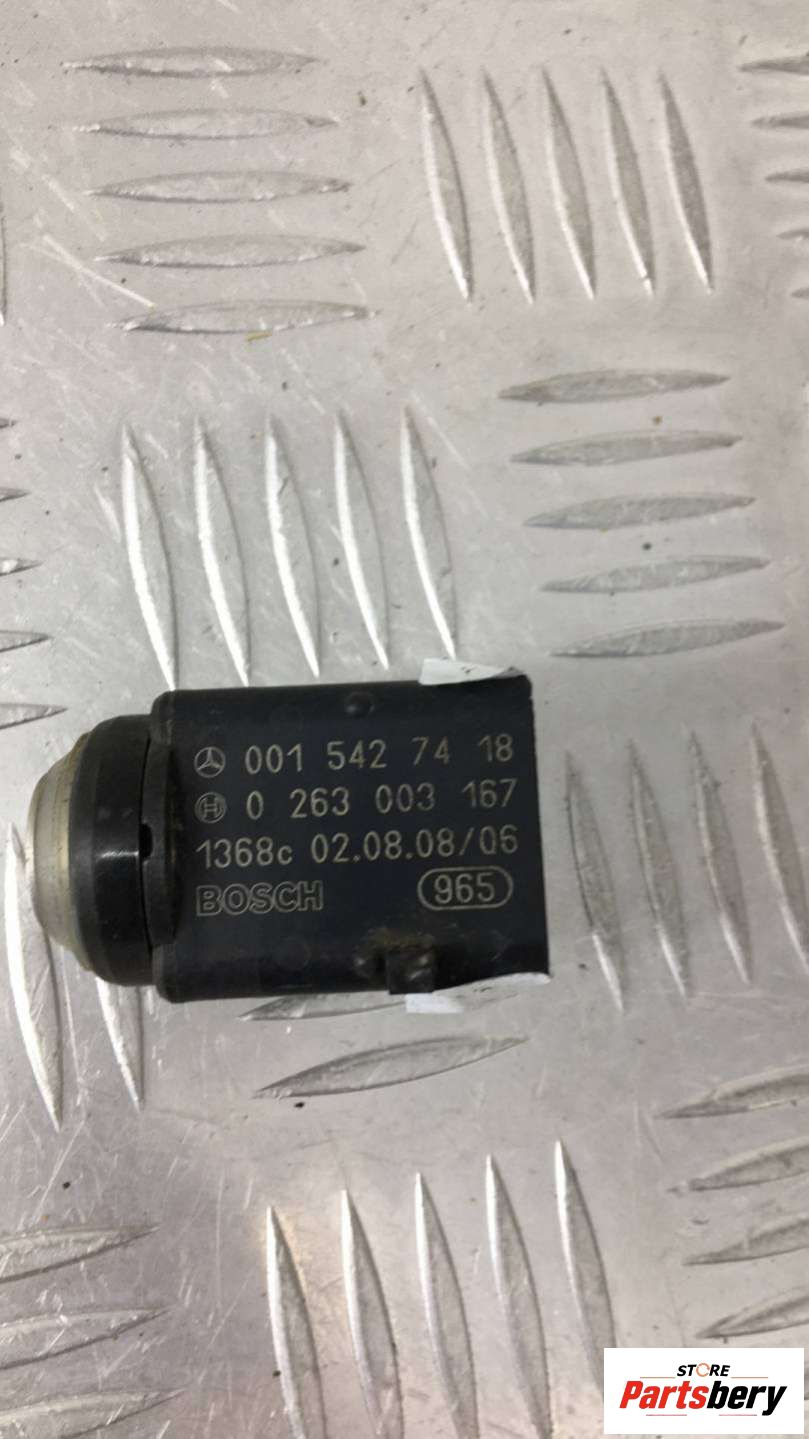 001 542 74 18
0 263 003 167
1368c 02.08.08/06
BOSCH 965
STORE
Partsbery